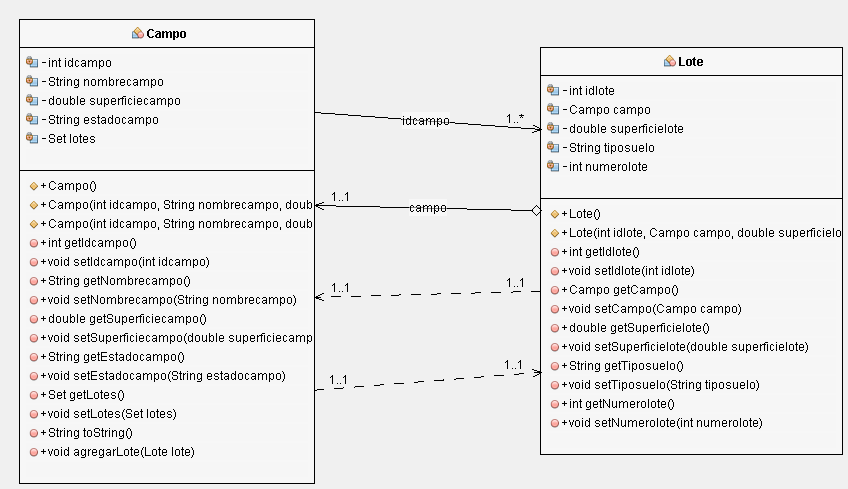 Campo
- int idcampo
- String nombrecampo
- double superficiecampo
- String estadocampo
- Set lotes
+ Campo()
+ Campo(int idcampo, String nombrecampo, doub
+ Campo(int idcampo, String nombrecampo, doub
+ int getIdcampo()
+ void setIdcampo(int idcampo)
+ String getNombrecampo()
+ void setNombrecampo(String nombrecampo)
+ double getSuperficiecampo()
+ void setSuperficiecampo(double superficiecamp
+ String getEstadocampo()
+ void setEstadocampo(String estadocampo)
+ Set getLotes()
+ void setLotes(Set lotes)
+ String toString()
+ void agregarLote(Lote lote)
idcampo
1..*
1..1
campo
1..1
1..1
1..1
1..1
Lote
- int idlote
- Campo campo
- double superficielote
- String tiposuelo
- int numerolote
+ Lote()
+ Lote(int idlote, Campo campo, double superficielo
+ int getIdlote()
+ void setIdlote(int idlote)
+ Campo getCampo()
+ void setCampo(Campo campo)
+ double getSuperficielote()
+ void setSuperficielote(double superficielote)
+ String getTiposuelo()
+ void setTiposuelo(String tiposuelo)
+ int getNumerolote()
+ void setNumerolote(int numerolote)